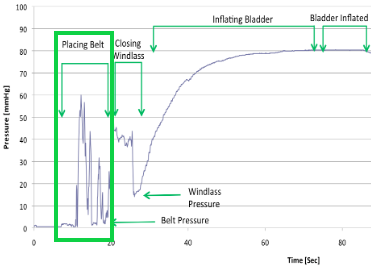 100
90
80
70
60
50
40
30
20
10
0
Pressure [mmHg]
Placing Belt
Closing
Windlass
Inflating Bladder
Bladder Inflated
Windlass
Pressure
Belt Pressure
0
20
40
60
80
Time [Sec]